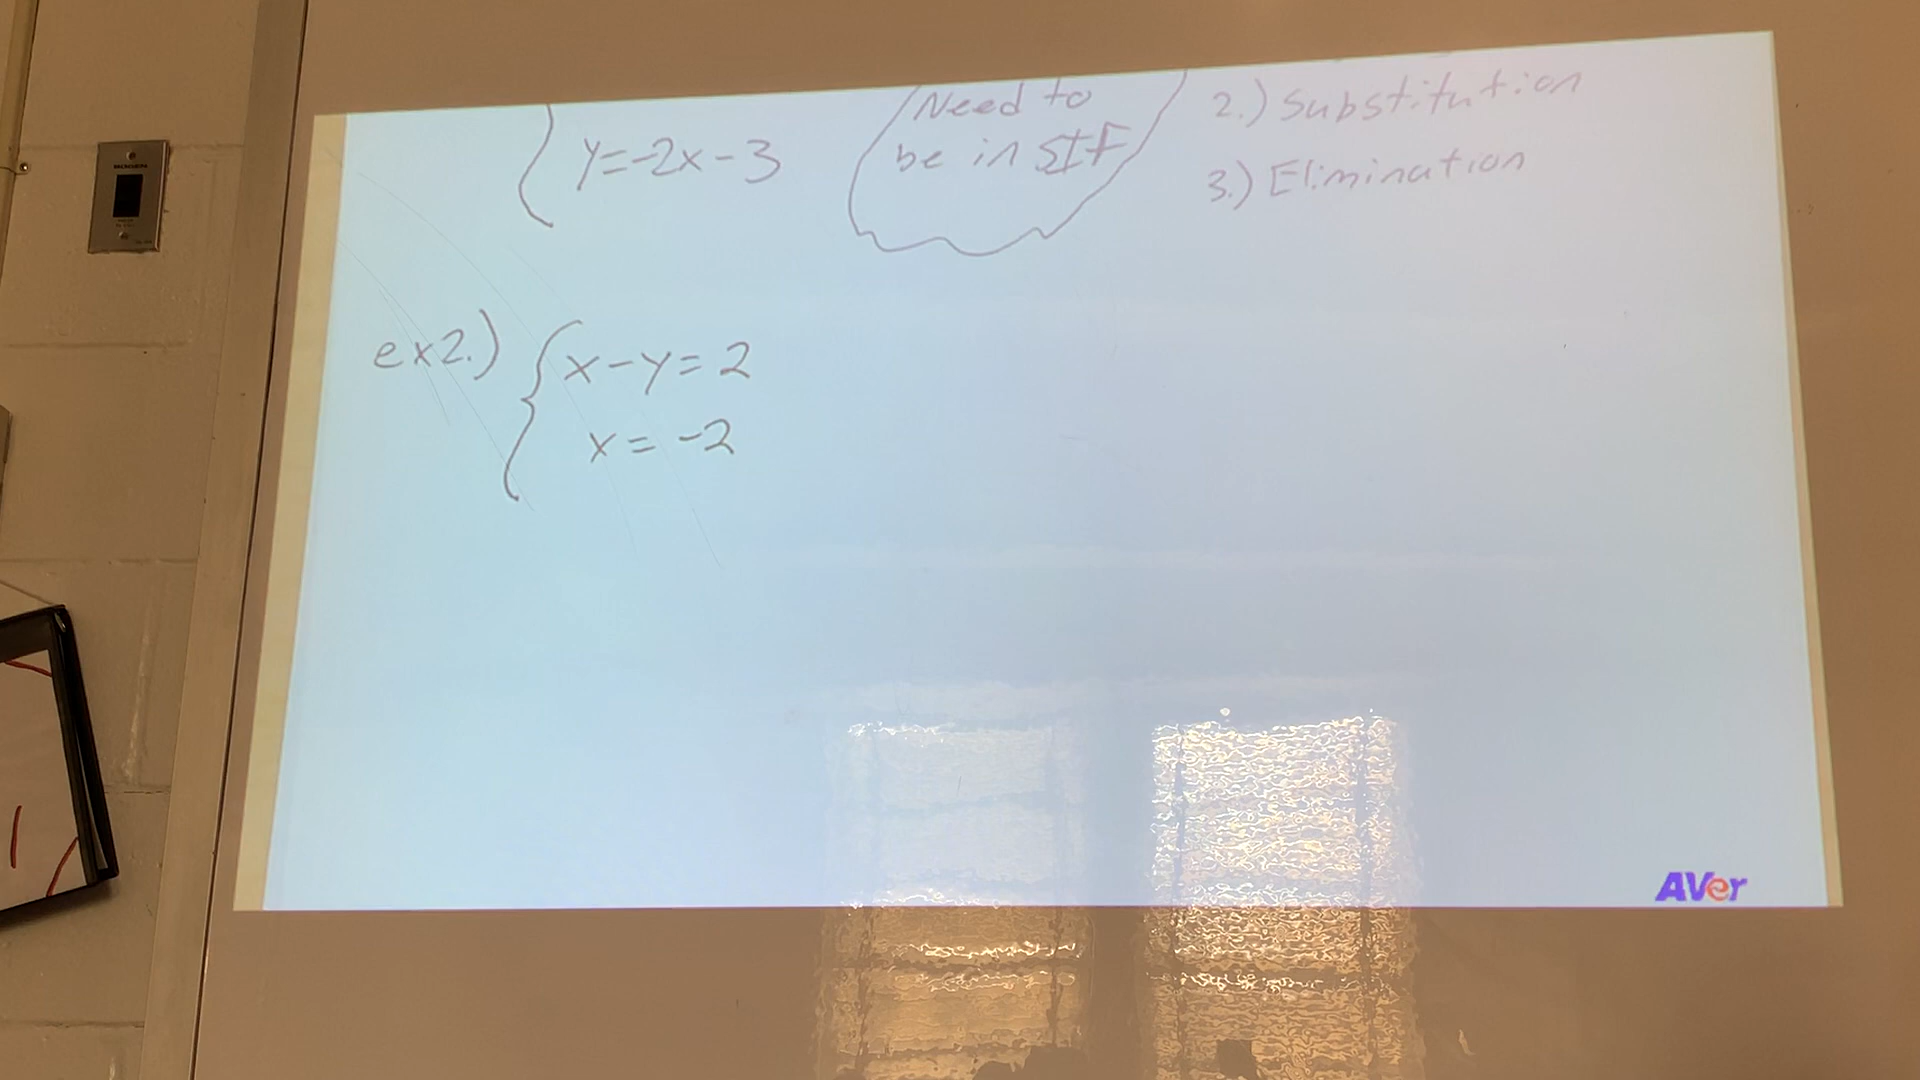 Need to
be in SIF
y=-2x-3
2.) Substitution
3.) Elimination
ex2.) x-y=2
x=-2
AVer